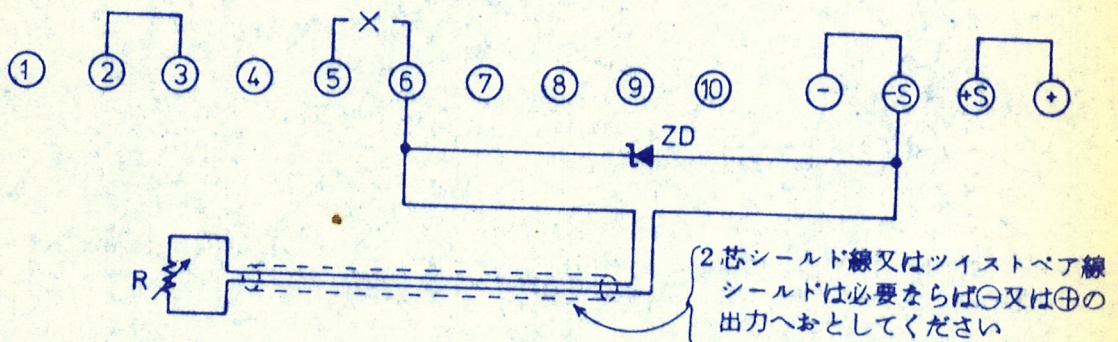 ① ② ③ ④ ⑤ × ⑥ ⑦ ⑧ ⑨ ⑩ - -S +S +
ZD
R
2芯シールド線又はツイストペア線
シールドは必要ならば⊖又は⊕の
出力へおとしてください